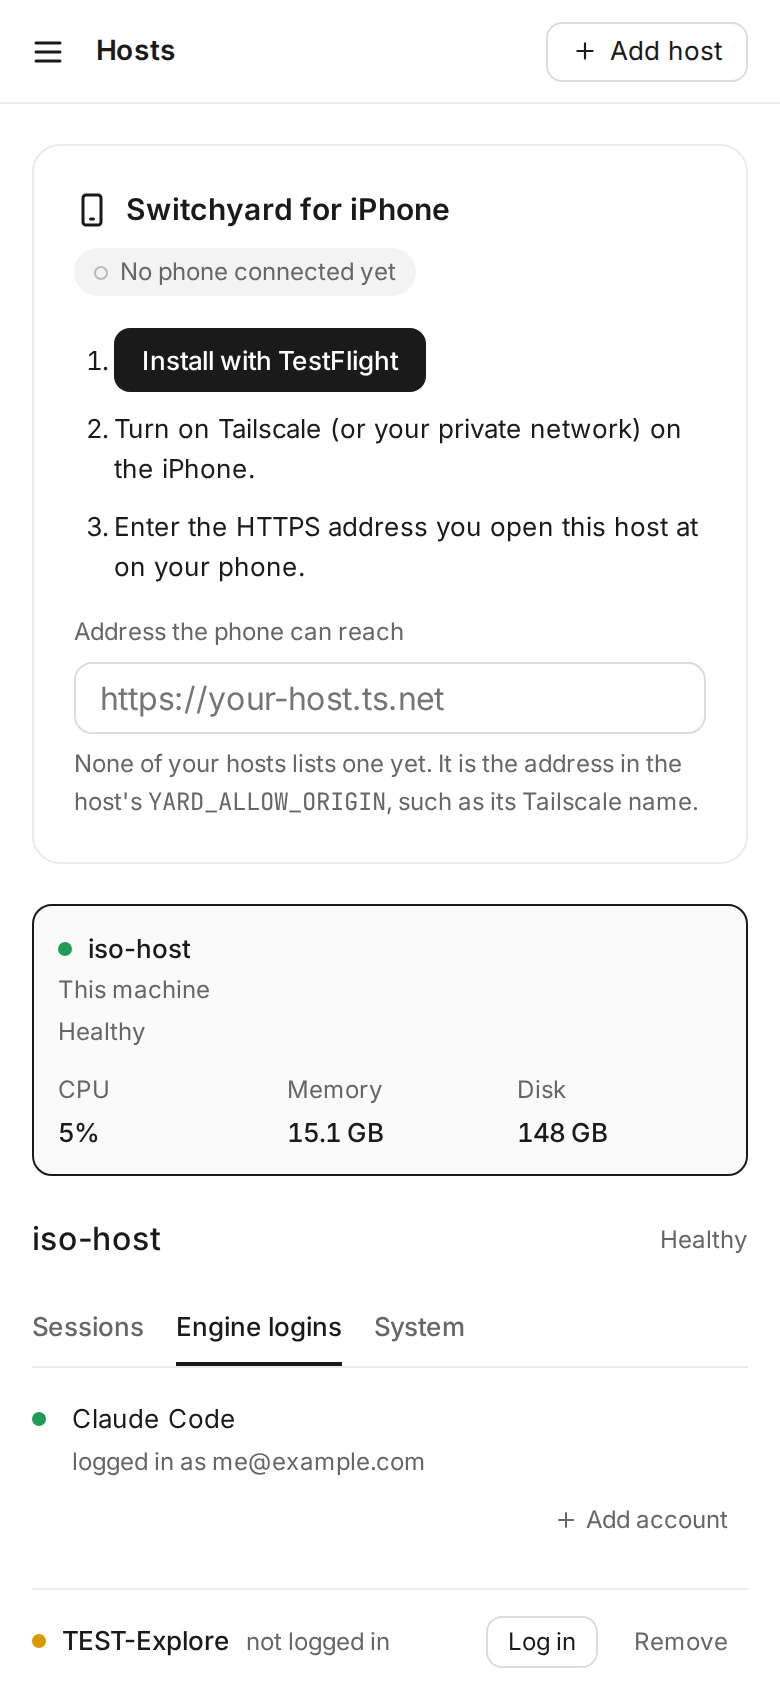 Hosts
+ Add host
Switchyard for iPhone
No phone connected yet
1. Install with TestFlight
2. Turn on Tailscale (or your private network) on
the iPhone.
3. Enter the HTTPS address you open this host at
on your phone.
Address the phone can reach
https://your-host.ts.net
None of your hosts lists one yet. It is the address in the
host's YARD_ALLOW_ORIGIN, such as its Tailscale name.
iso-host
This machine
Healthy
CPU Memory Disk
5% 15.1 GB 148 GB
iso-host Healthy
Sessions Engine logins System
Claude Code
logged in as me@example.com
+ Add account
TEST-Explore not logged in Log in Remove